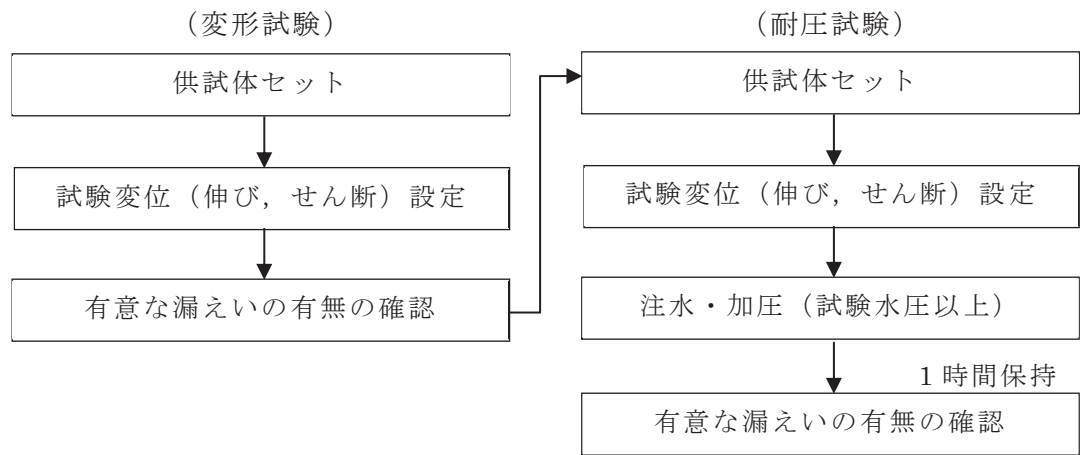 (変形試験)
供試体セット
試験変位(伸び,せん断)設定
有意な漏えいの有無の確認
(耐圧試験)
供試体セット
試験変位(伸び,せん断)設定
注水・加圧(試験水圧以上)
1時間保持
有意な漏えいの有無の確認